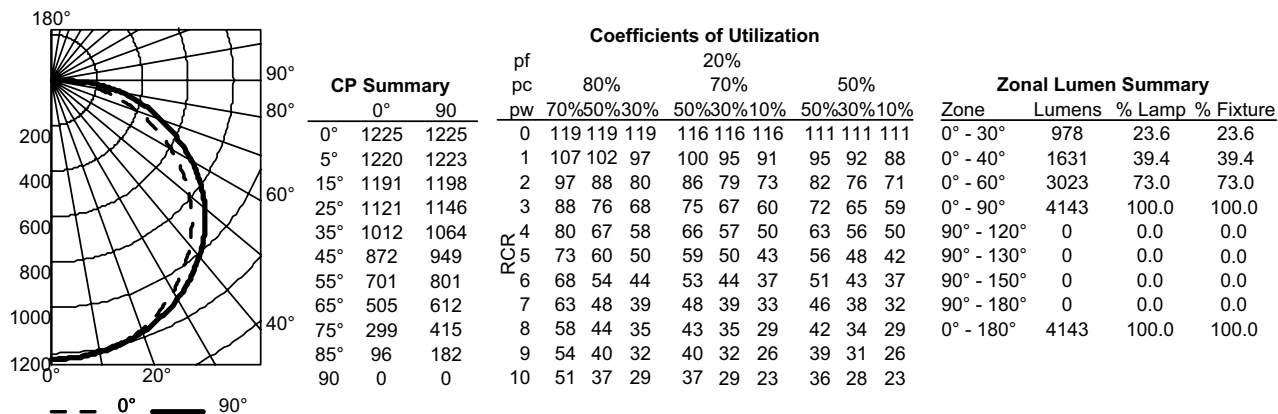 180°
90°
80°
60°
40°
200
400
600
800
1000
1200
0°
20°
0° 90°
CP Summary
0° 90
0° 1225 1225
5° 1220 1223
15° 1191 1198
25° 1121 1146
35° 1012 1064
45° 872 949
55° 701 801
65° 505 612
75° 299 415
85° 96 182
90 0 0
Coefficients of Utilization
pf 20%
pc 80% 70% 50%
pw 70%50%30% 50%30%10% 50%30%10%
RCR
0 119 119 119 116 116 116 111 111 111
1 107 102 97 100 95 91 95 92 88
2 97 88 80 86 79 73 82 76 71
3 88 76 68 75 67 60 72 65 59
4 80 67 58 66 57 50 63 56 50
5 73 60 50 59 50 43 56 48 42
6 68 54 44 53 44 37 51 43 37
7 63 48 39 48 39 33 46 38 32
8 58 44 35 43 35 29 42 34 29
9 54 40 32 40 32 26 39 31 26
10 51 37 29 37 29 23 36 28 23
Zonal Lumen Summary
Zone Lumens % Lamp % Fixture
0° - 30° 978 23.6 23.6
0° - 40° 1631 39.4 39.4
0° - 60° 3023 73.0 73.0
0° - 90° 4143 100.0 100.0
90° - 120° 0 0.0 0.0
90° - 130° 0 0.0 0.0
90° - 150° 0 0.0 0.0
90° - 180° 0 0.0 0.0
0° - 180° 4143 100.0 100.0